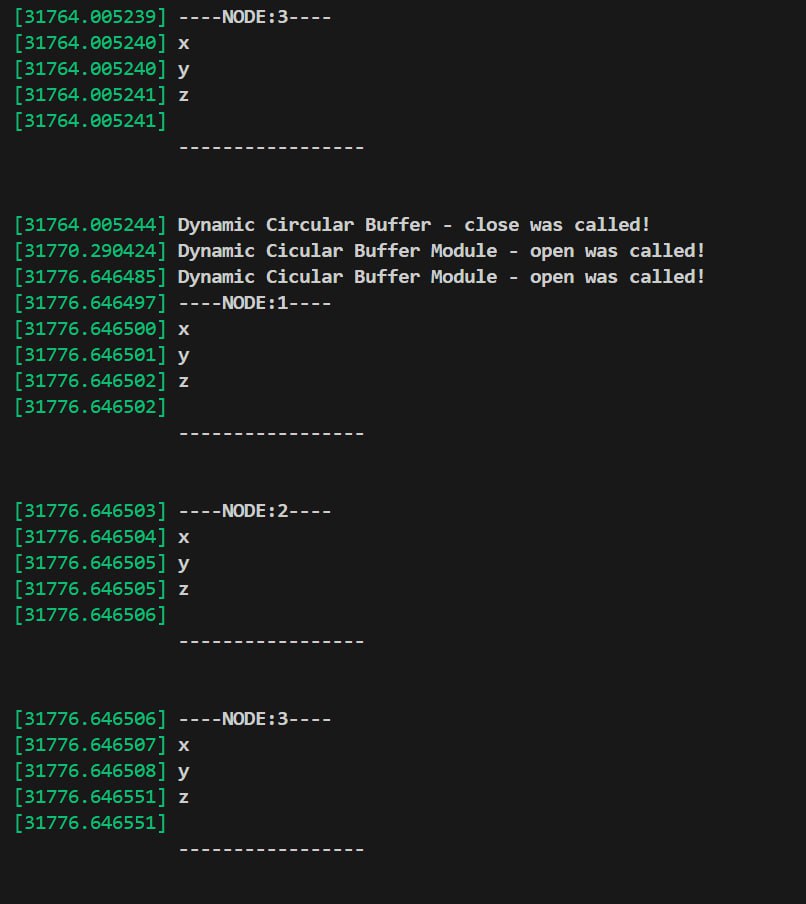 [31764.005239] ----NODE:3----
[31764.005240] x
[31764.005240] y
[31764.005241] z
[31764.005241]
-----------------
[31764.005244] Dynamic Circular Buffer - close was called!
[31770.290424] Dynamic Cicular Buffer Module - open was called!
[31776.646485] Dynamic Cicular Buffer Module - open was called!
[31776.646497] ----NODE:1----
[31776.646500] x
[31776.646501] y
[31776.646502] z
[31776.646502]
-----------------
[31776.646503] ----NODE:2----
[31776.646504] x
[31776.646505] y
[31776.646505] z
[31776.646506]
-----------------
[31776.646506] ----NODE:3----
[31776.646507] x
[31776.646508] y
[31776.646551] z
[31776.646551]
-----------------